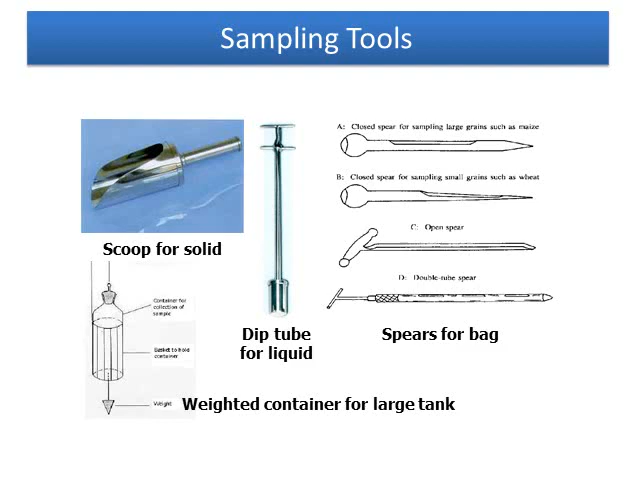 Sampling Tools
A: Closed spear for sampling large grains such as maize
B: Closed spear for sampling small grains such as wheat
C: Open spear
D: Double-tube spear
Scoop for solid
Container for
collection of
sample
Basket to hold
container
Weight
Dip tube
for liquid
Spears for bag
Weighted container for large tank